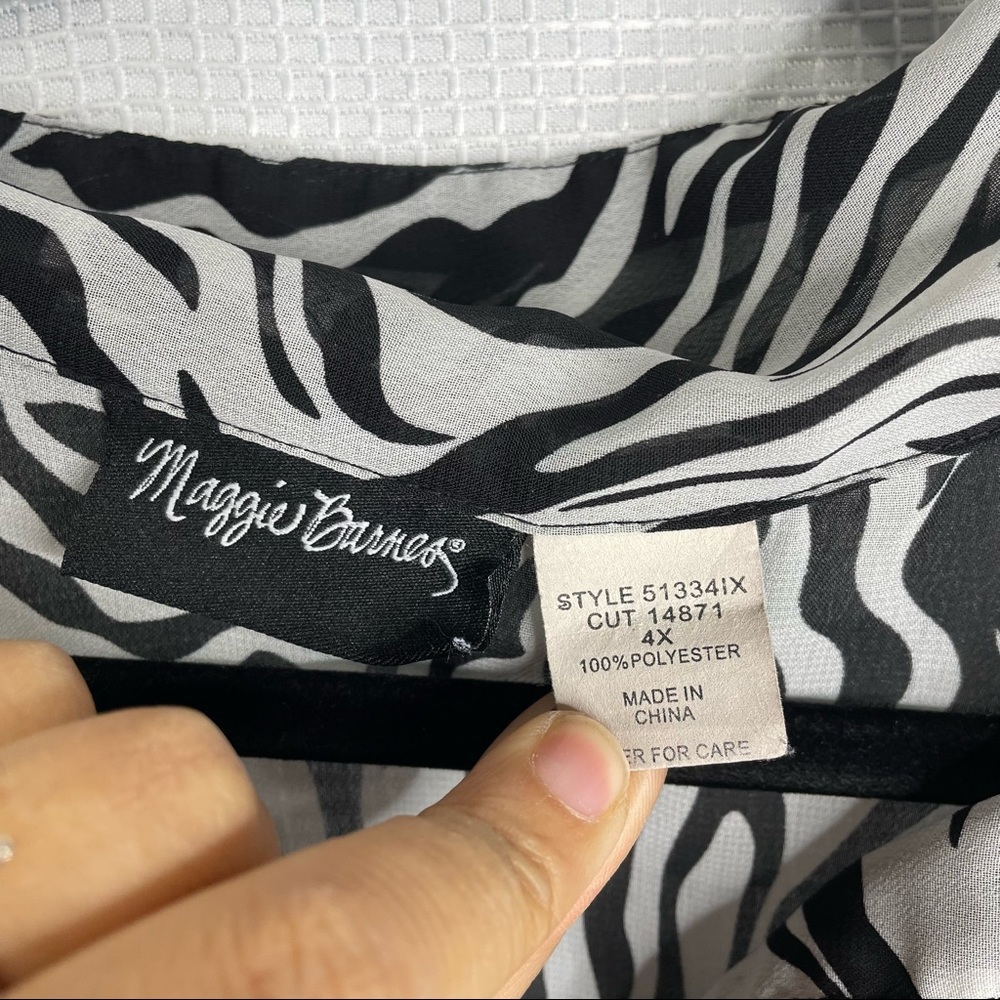 Maggie Barnes®
STYLE 51334IX
CUT 14871
4X
100%POLYESTER
MADE IN
CHINA
FOR CARE